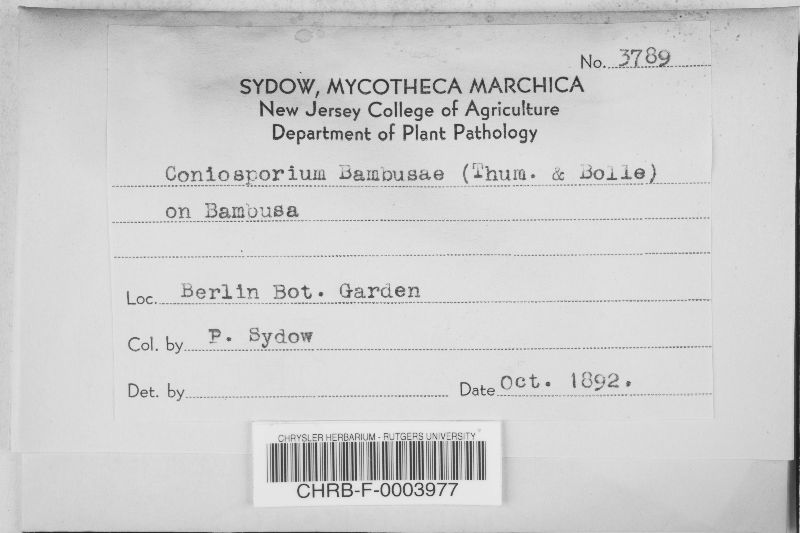 No. 3789
SYDOW, MYCOTHECA MARCHICA
New Jersey College of Agriculture
Department of Plant Pathology
Coniosporium Bambusae (Thum. & Bolle)
on Bambusa
Loc. Berlin Bot. Garden
Col. by P. Sydow
Det. by
Date Oct. 1892.
CHRYSLER HERBARIUM - RUTGERS UNIVERSITY
CHRB-F-0003977